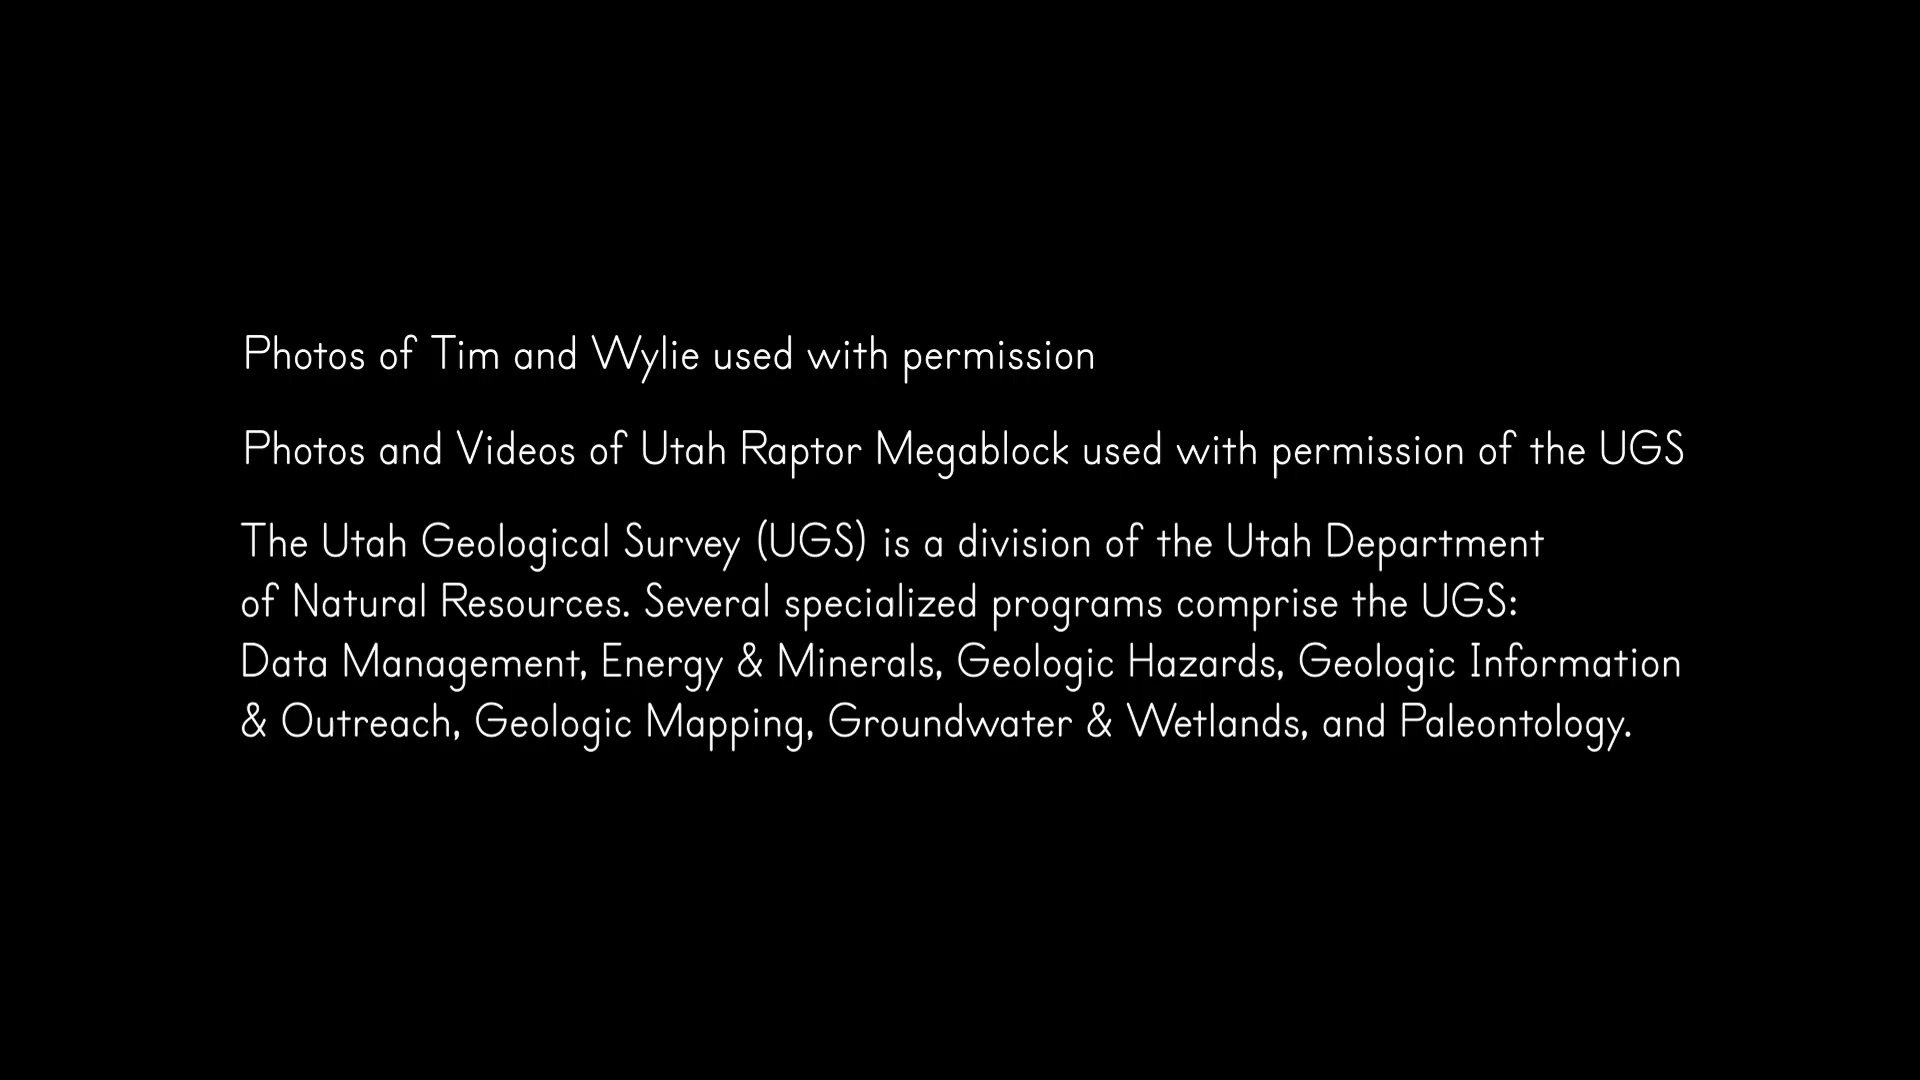 Photos of Tim and Wylie used with permission
Photos and Videos of Utah Raptor Megablock used with permission of the UGS
The Utah Geological Survey (UGS) is a division of the Utah Department
of Natural Resources. Several specialized programs comprise the UGS:
Data Management, Energy & Minerals, Geologic Hazards, Geologic Information
& Outreach, Geologic Mapping, Groundwater & Wetlands, and Paleontology.